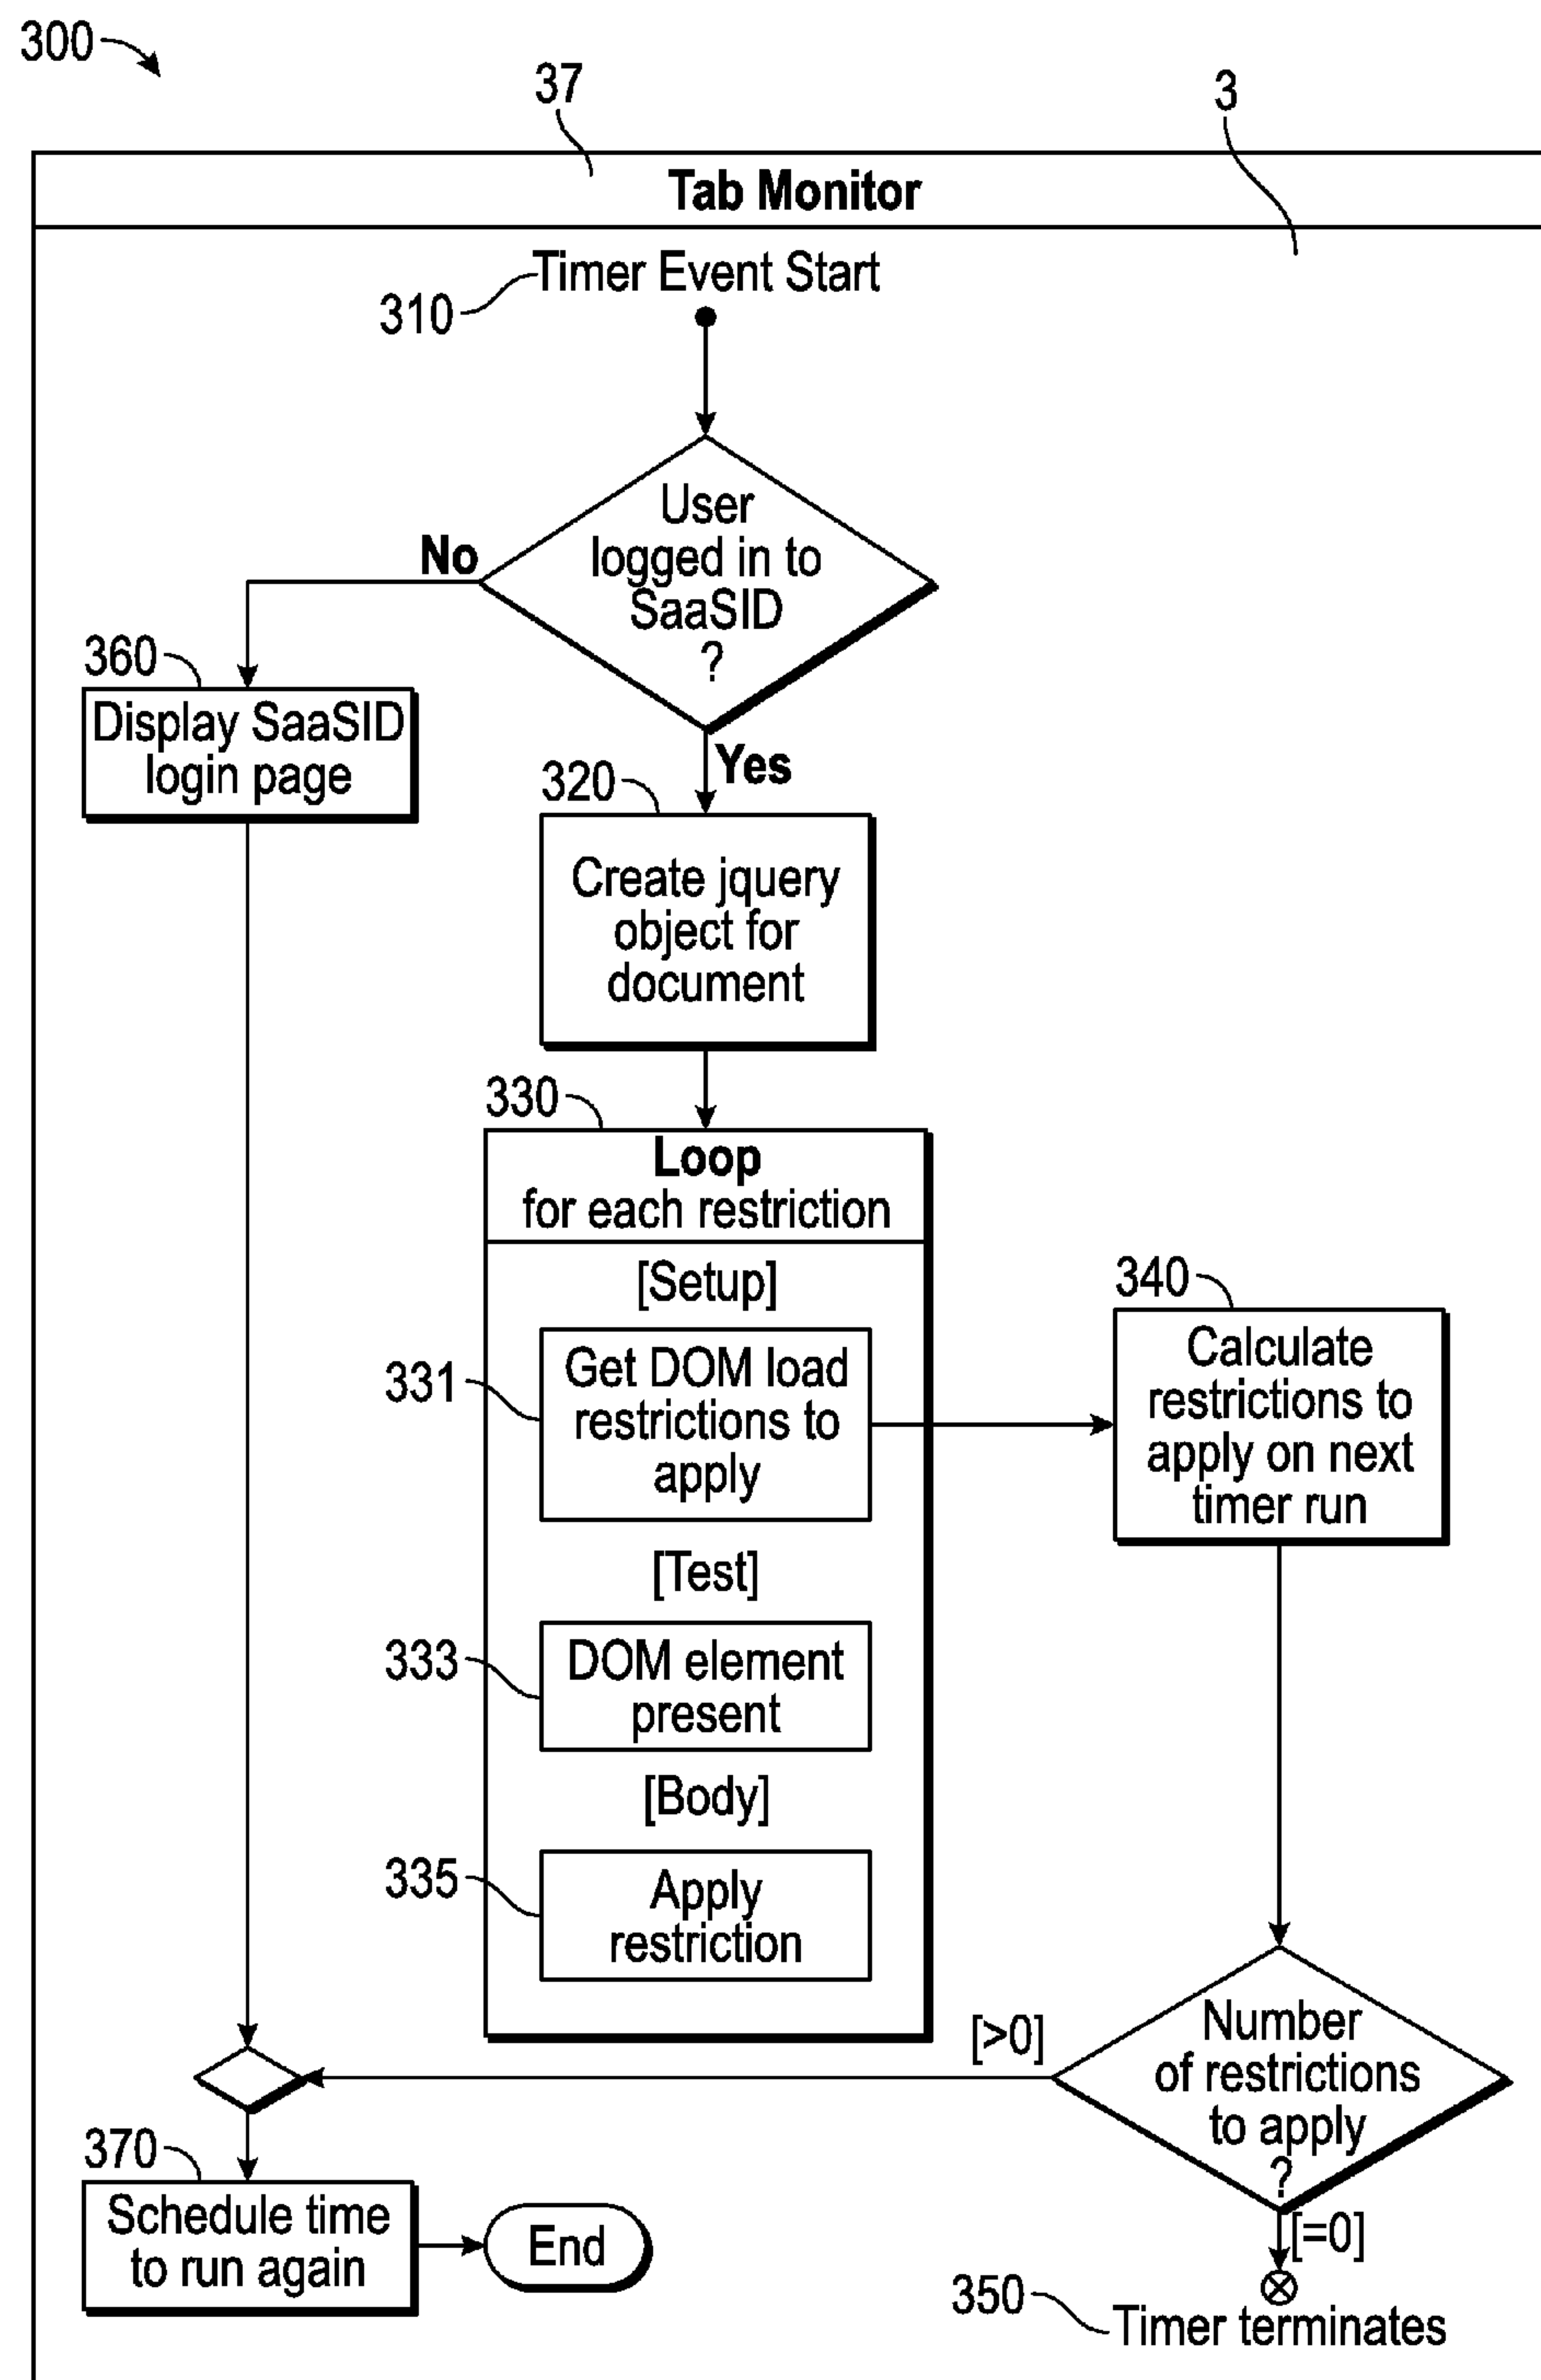 300
37
3
Tab Monitor
Timer Event Start
310
User
logged in to
SaaSID
?
No
Yes
360
Display SaaSID
login page
320
Create jquery
object for
document
330
Loop
for each restriction
[Setup]
331
Get DOM load
restrictions to
apply
340
Calculate
restrictions to
apply on next
timer run
[Test]
333
DOM element
present
[Body]
335
Apply
restriction
[>0]
Number
of restrictions
to apply
?
[=0]
370
Schedule time
to run again
End
350
Timer terminates